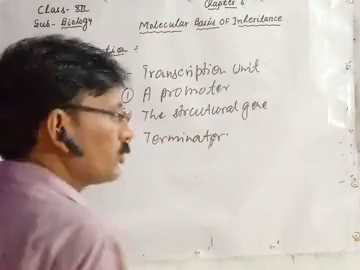 Class- XII
Chapter 6
Sub- Biology
Molecular Basis Of Inheritance
Transcription Unit
① A promoter
The structural gene
Terminator.